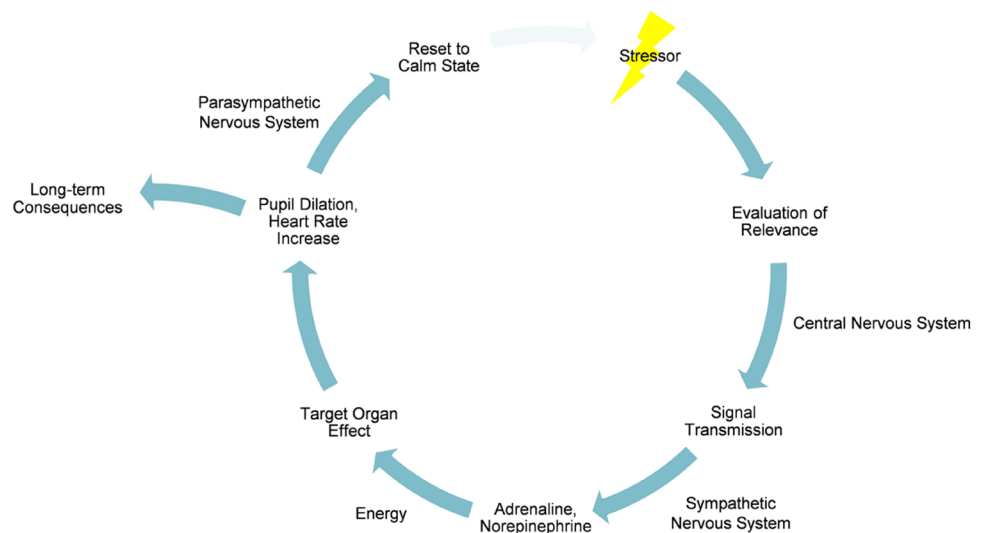 Stressor
Evaluation of
Relevance
Central Nervous System
Signal
Transmission
Sympathetic
Nervous System
Adrenaline,
Norepinephrine
Energy
Target Organ
Effect
Pupil Dilation,
Heart Rate
Increase
Long-term
Consequences
Parasympathetic
Nervous System
Reset to
Calm State